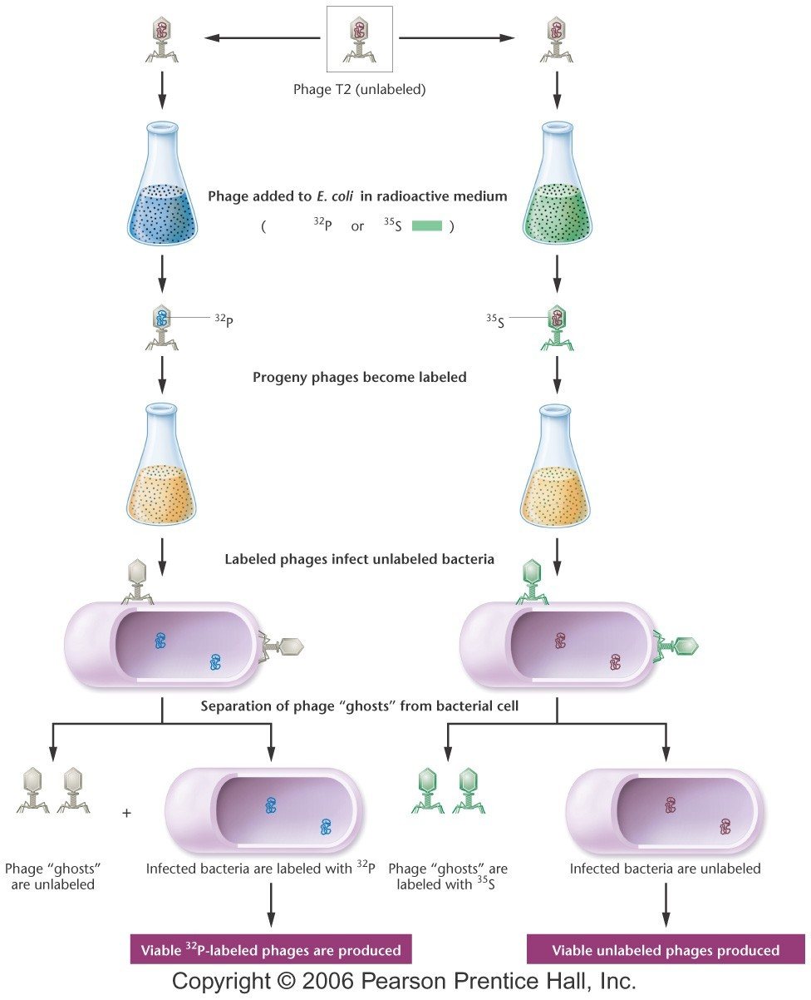 Phage T2 (unlabeled)
Phage added to E. coli in radioactive medium
( ³²P or ³⁵S )
³²P
³⁵S
Progeny phages become labeled
Labeled phages infect unlabeled bacteria
Separation of phage “ghosts” from bacterial cell
+
Phage “ghosts”
are unlabeled
Infected bacteria are labeled with ³²P
Phage “ghosts” are
labeled with ³⁵S
Infected bacteria are unlabeled
Viable ³²P-labeled phages are produced
Viable unlabeled phages produced
Copyright © 2006 Pearson Prentice Hall, Inc.